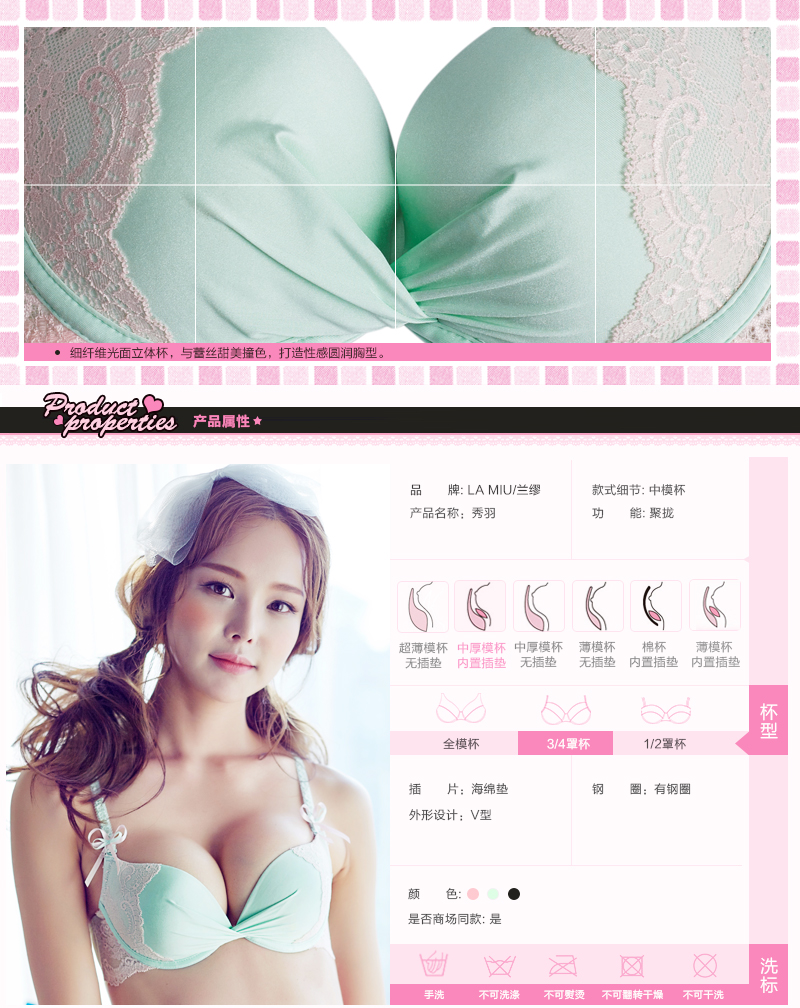 • 细纤维光面立体杯，与蕾丝甜美撞色，打造性感圆润胸型。
Product
properties 产品属性★
品 牌: LA MIU/兰缪
款式细节: 中模杯
产品名称：秀羽
功 能: 聚拢
超薄模杯 无插垫
中厚模杯 内置插垫
中厚模杯 无插垫
薄模杯 无插垫
棉杯 内置插垫
薄模杯 内置插垫
杯型
全模杯 3/4罩杯 1/2罩杯
插 片：海绵垫
钢 圈：有钢圈
外形设计：V型
颜 色:
是否商场同款: 是
洗标
手洗 不可洗涤 不可熨烫 不可翻转干燥 不可干洗